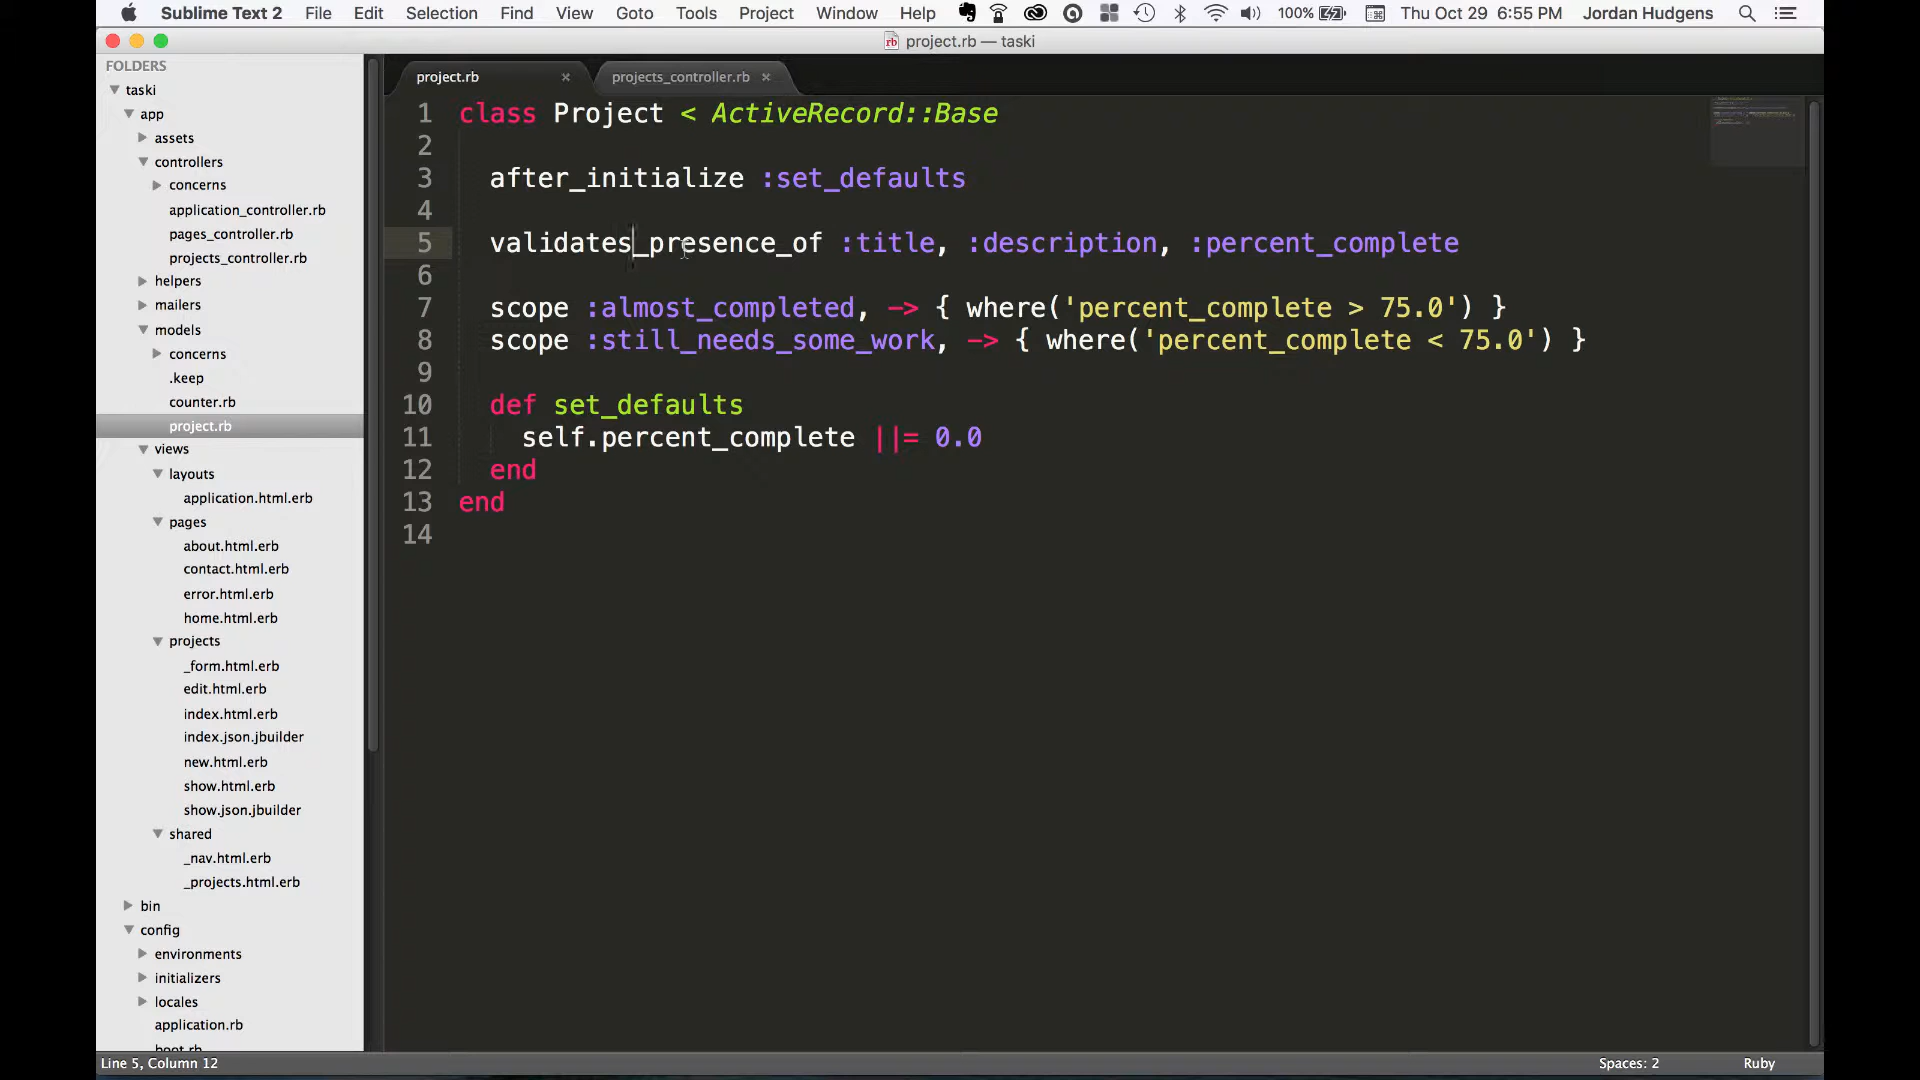 Sublime Text 2 File Edit Selection Find View Goto Tools Project Window Help 100% Thu Oct 29 6:55 PM Jordan Hudgens
rb project.rb — taski
FOLDERS
taski
app
assets
controllers
concerns
application_controller.rb
pages_controller.rb
projects_controller.rb
helpers
mailers
models
concerns
.keep
counter.rb
project.rb
views
layouts
application.html.erb
pages
about.html.erb
contact.html.erb
error.html.erb
home.html.erb
projects
_form.html.erb
edit.html.erb
index.html.erb
index.json.jbuilder
new.html.erb
show.html.erb
show.json.jbuilder
shared
_nav.html.erb
_projects.html.erb
bin
config
environments
initializers
locales
application.rb
boot.rb
project.rb × projects_controller.rb ×
1 class Project < ActiveRecord::Base
2
3 after_initialize :set_defaults
4
5 validates_presence_of :title, :description, :percent_complete
6
7 scope :almost_completed, -> { where('percent_complete > 75.0') }
8 scope :still_needs_some_work, -> { where('percent_complete < 75.0') }
9
10 def set_defaults
11 self.percent_complete ||= 0.0
12 end
13 end
14
Line 5, Column 12 Spaces: 2 Ruby